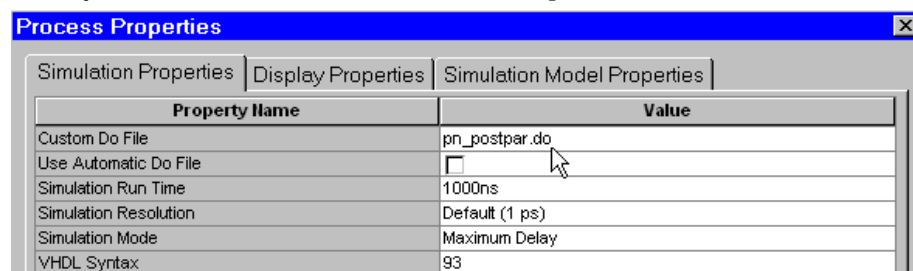 Process Properties
Simulation Properties Display Properties Simulation Model Properties
Property Name Value
Custom Do File pn_postpar.do
Use Automatic Do File
Simulation Run Time 1000ns
Simulation Resolution Default (1 ps)
Simulation Mode Maximum Delay
VHDL Syntax 93